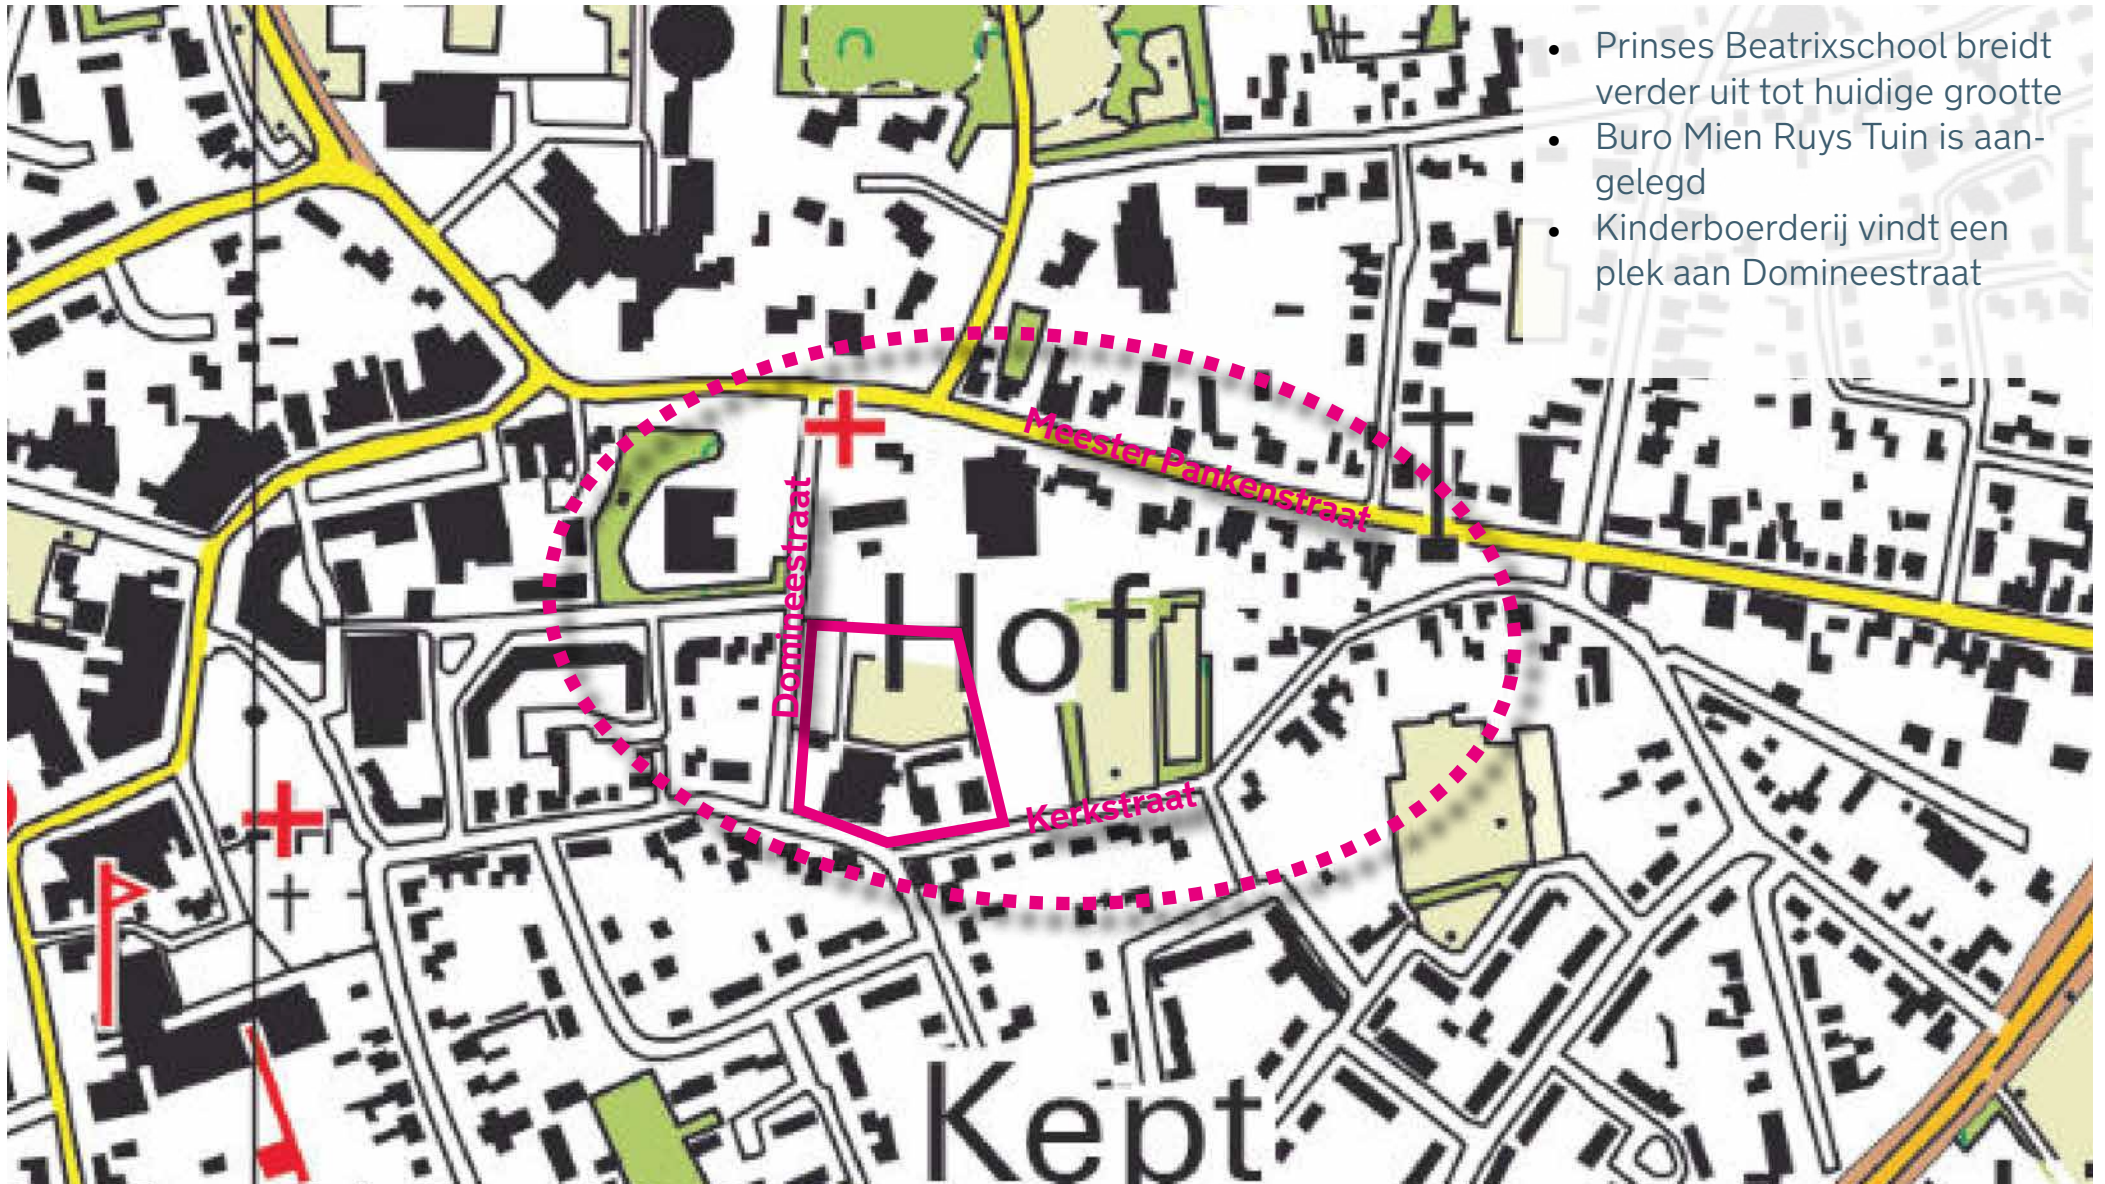 • Prinses Beatrixschool breidt
verder uit tot huidige grootte
• Buro Mien Ruys Tuin is aan-
gelegd
• Kinderboerderij vindt een
plek aan Domineestraat
Meester Pankenstraat
Domineestraat
Hof
Kerkstraat
Kept